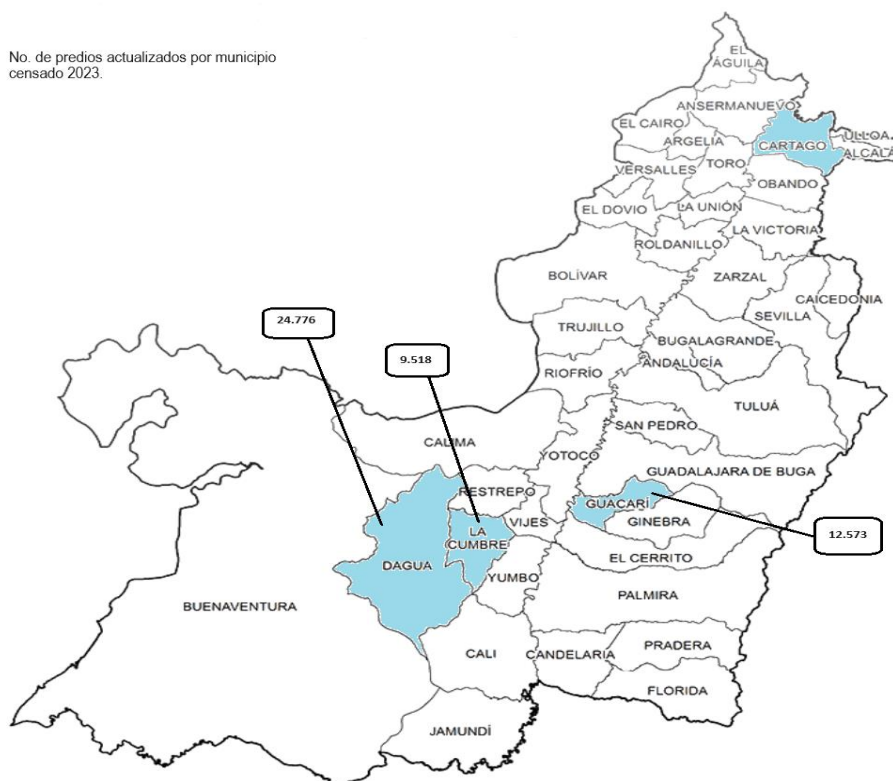 No. de predios actualizados por municipio
censado 2023.
EL
ÁGUILA
ANSERMANUEVO
EL CAIRO
ARGELIA
CARTAGO
ULLOA
ALCALÁ
VERSALLES
TORO
OBANDO
EL DOVIO
LA UNIÓN
LA VICTORIA
ROLDANILLO
BOLÍVAR
ZARZAL
CAICEDONIA
SEVILLA
24.776
TRUJILLO
BUGALAGRANDE
9.518
ANDALUCÍA
RIOFRÍO
TULUÁ
SAN PEDRO
CALIMA
YOTOCO
GUADALAJARA DE BUGA
RESTREPO
GUACARÍ
VIJES
GINEBRA
12.573
LA
CUMBRE
EL CERRITO
DAGUA
YUMBO
PALMIRA
BUENAVENTURA
PRADERA
CALI
CANDELARIA
FLORIDA
JAMUNDÍ